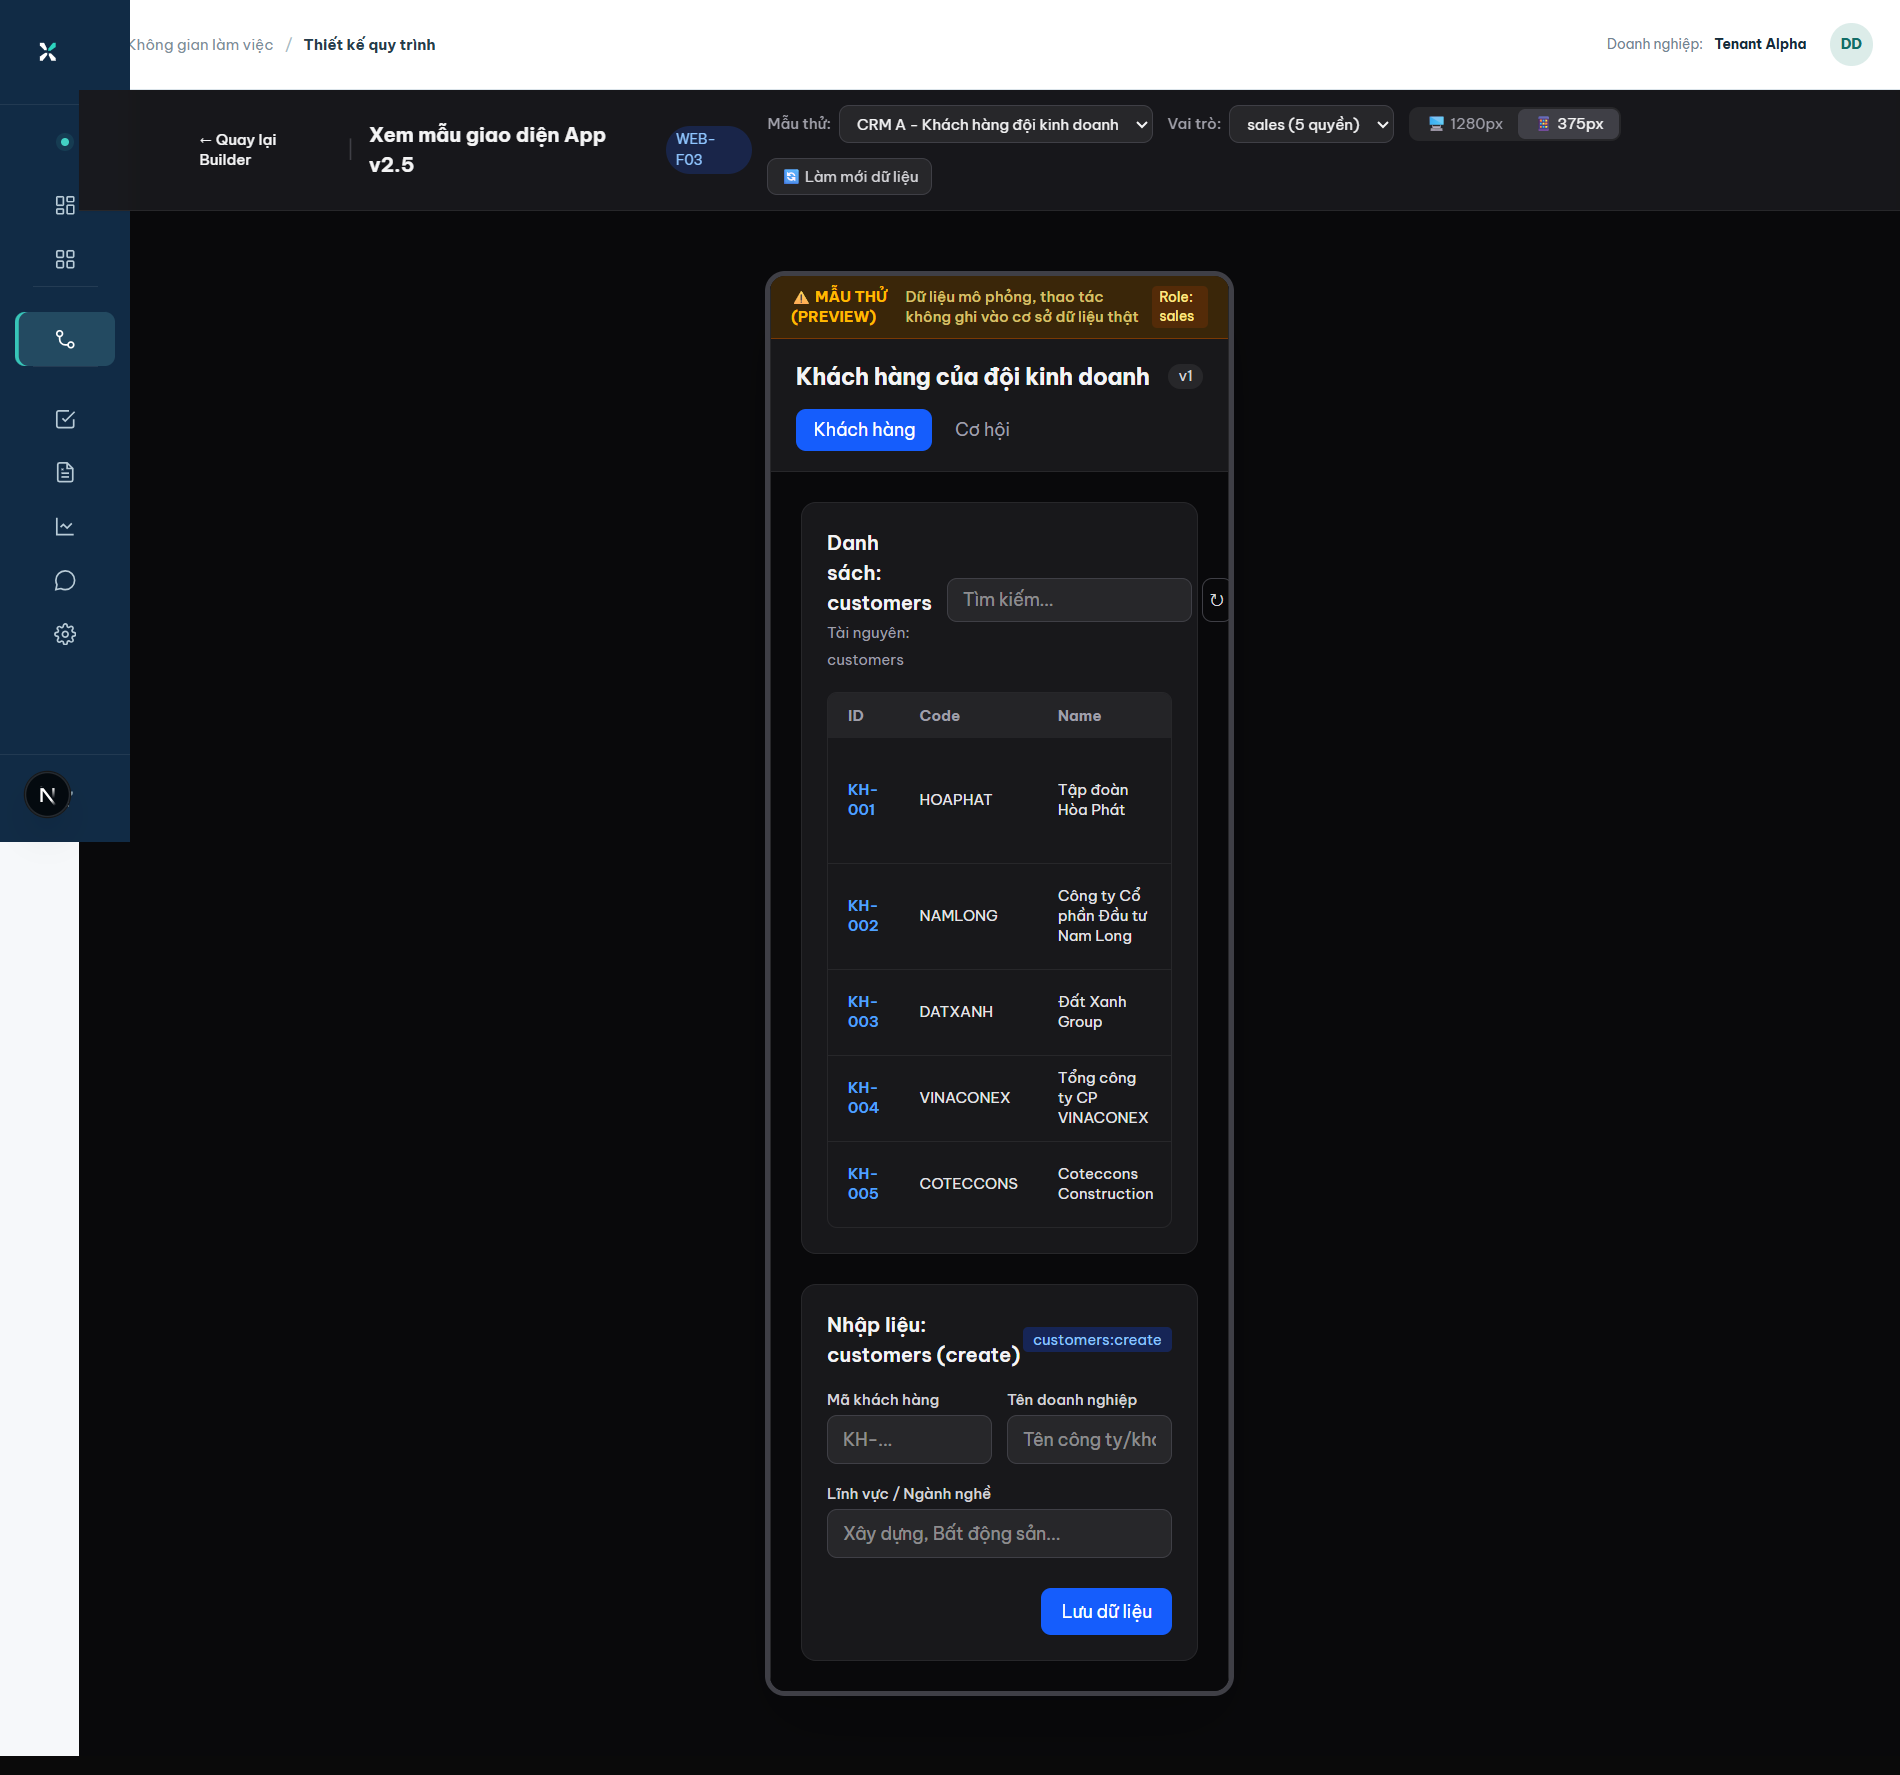 Không gian làm việc / Thiết kế quy trình
Doanh nghiệp: Tenant Alpha
DD
← Quay lại
Builder
Xem mẫu giao diện App
v2.5
WEB-
F03
Mẫu thử:
CRM A - Khách hàng đội kinh doanh
Vai trò:
sales (5 quyền)
1280px
375px
Làm mới dữ liệu
MẪU THỬ
(PREVIEW)
Dữ liệu mô phỏng, thao tác
không ghi vào cơ sở dữ liệu thật
Role:
sales
Khách hàng của đội kinh doanh
v1
Khách hàng
Cơ hội
Danh
sách:
customers
Tài nguyên:
customers
Tìm kiếm...
ID Code Name
KH-
001
HOAPHAT
Tập đoàn
Hòa Phát
KH-
002
NAMLONG
Công ty Cổ
phần Đầu tư
Nam Long
KH-
003
DATXANH
Đất Xanh
Group
KH-
004
VINACONEX
Tổng công
ty CP
VINACONEX
KH-
005
COTECCONS
Coteccons
Construction
Nhập liệu:
customers (create)
customers:create
Mã khách hàng
KH-...
Tên doanh nghiệp
Tên công ty/khá
Lĩnh vực / Ngành nghề
Xây dựng, Bất động sản...
Lưu dữ liệu
N